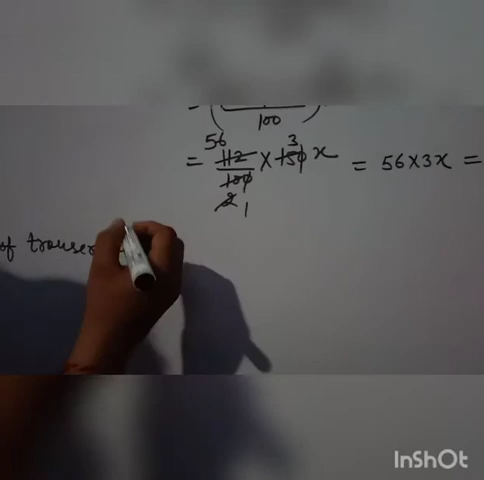 = ( / 100 )
= 112/100 × 150 x = 56 × 3x =
56 3
2 1
of trouser
InShOt